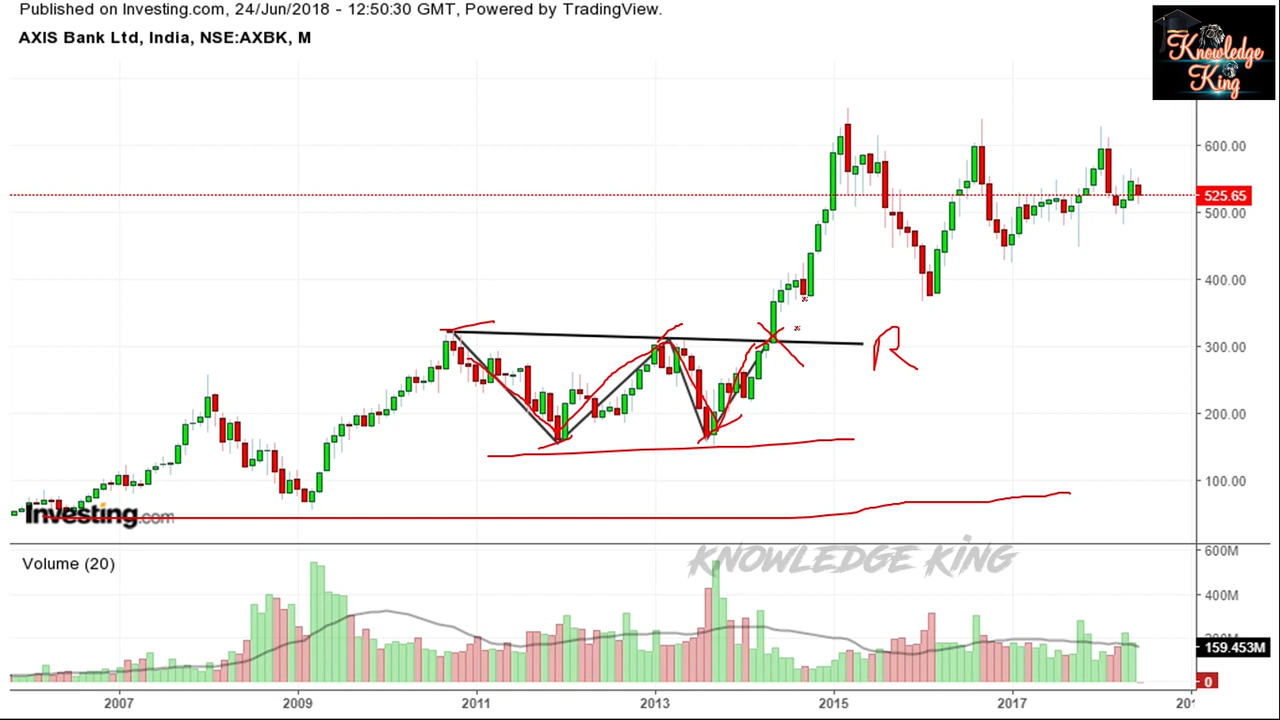 Published on Investing.com, 24/Jun/2018 - 12:50:30 GMT, Powered by TradingView.
AXIS Bank Ltd, India, NSE:AXBK, M
Knowledge
King
600.00
525.65
500.00
400.00
300.00
R
200.00
100.00
Investing.com
KNOWLEDGE KING
Volume (20)
600M
400M
200M
159.453M
0
2007
2009
2011
2013
2015
2017
201